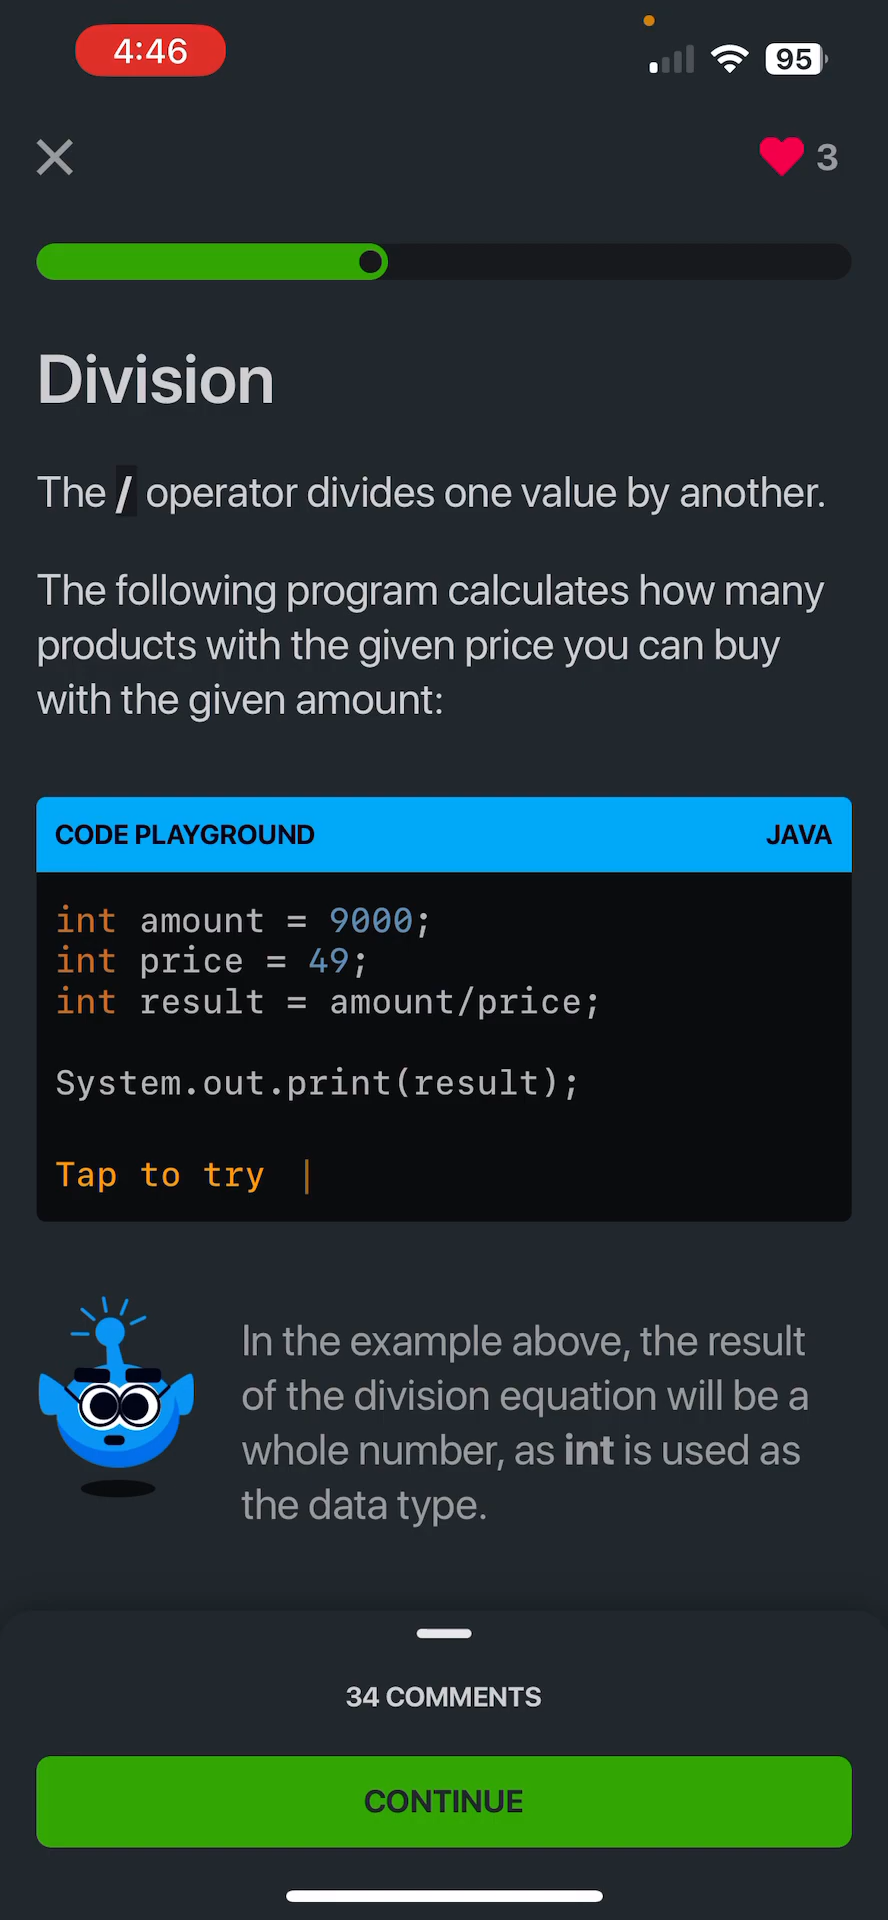 4:46
95
3
Division
The / operator divides one value by another.
The following program calculates how many
products with the given price you can buy
with the given amount:
CODE PLAYGROUND JAVA
int amount = 9000;
int price = 49;
int result = amount/price;
System.out.print(result);
Tap to try |
In the example above, the result
of the division equation will be a
whole number, as int is used as
the data type.
34 COMMENTS
CONTINUE